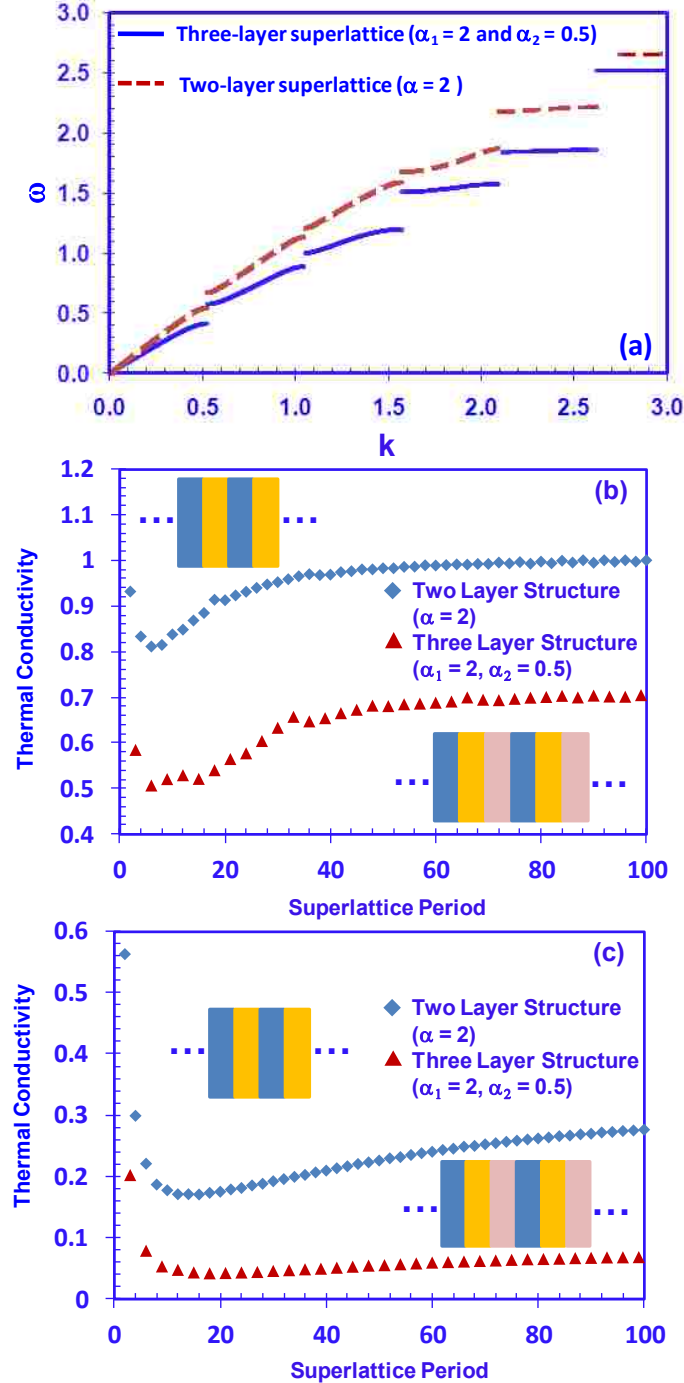 3.0
2.5
2.0
1.5
1.0
0.5
0.0
ω
Three-layer superlattice (α₁ = 2 and α₂ = 0.5)
Two-layer superlattice (α = 2 )
(a)
0.0 0.5 1.0 1.5 2.0 2.5 3.0
k
1.2
1.1
1
0.9
0.8
0.7
0.6
0.5
0.4
Thermal Conductivity
(b)
Two Layer Structure
(α = 2)
Three Layer Structure
(α₁ = 2, α₂ = 0.5)
0 20 40 60 80 100
Superlattice Period
0.6
0.5
0.4
0.3
0.2
0.1
0
Thermal Conductivity
(c)
Two Layer Structure
(α = 2)
Three Layer Structure
(α₁ = 2, α₂ = 0.5)
0 20 40 60 80 100
Superlattice Period